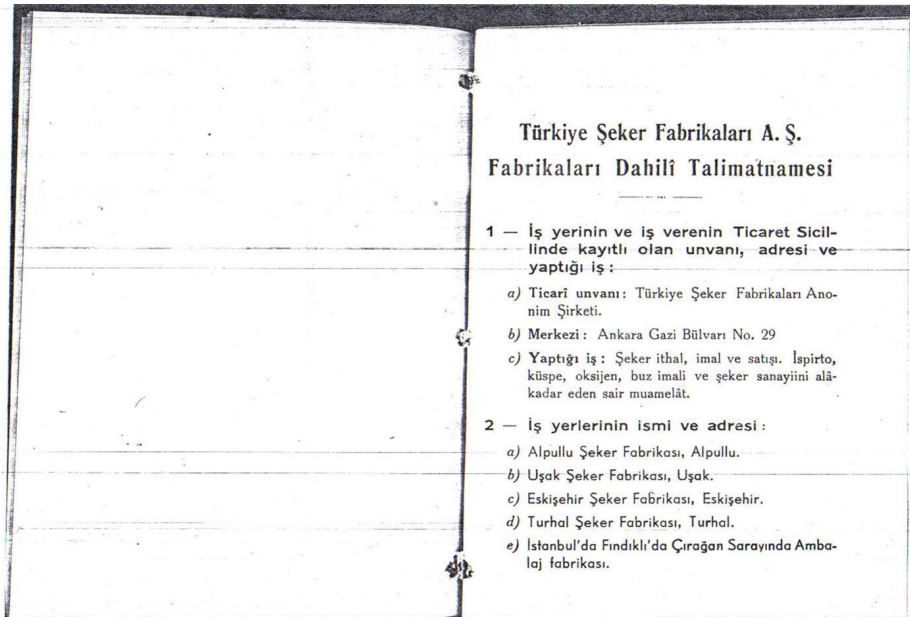 Türkiye Şeker Fabrikaları A. Ş.
Fabrikaları Dahilî Talimatnamesi
1 — İş yerinin ve iş verenin Ticaret Sicil-
linde kayıtlı olan unvanı, adresi ve
yaptığı iş :
a) Ticarî unvanı : Türkiye Şeker Fabrikaları Ano-
nim Şirketi.
b) Merkezi : Ankara Gazi Bülvarı No. 29
c) Yaptığı iş : Şeker ithal, imal ve satışı. İspirto,
küspe, oksijen, buz imali ve şeker sanayiini alâ-
kadar eden sair muamelât.
2 — İş yerlerinin ismi ve adresi :
a) Alpullu Şeker Fabrikası, Alpullu.
b) Uşak Şeker Fabrikası, Uşak.
c) Eskişehir Şeker Fabrikası, Eskişehir.
d) Turhal Şeker Fabrikası, Turhal.
e) İstanbul'da Fındıklı'da Çırağan Sarayında Amba-
laj fabrikası.